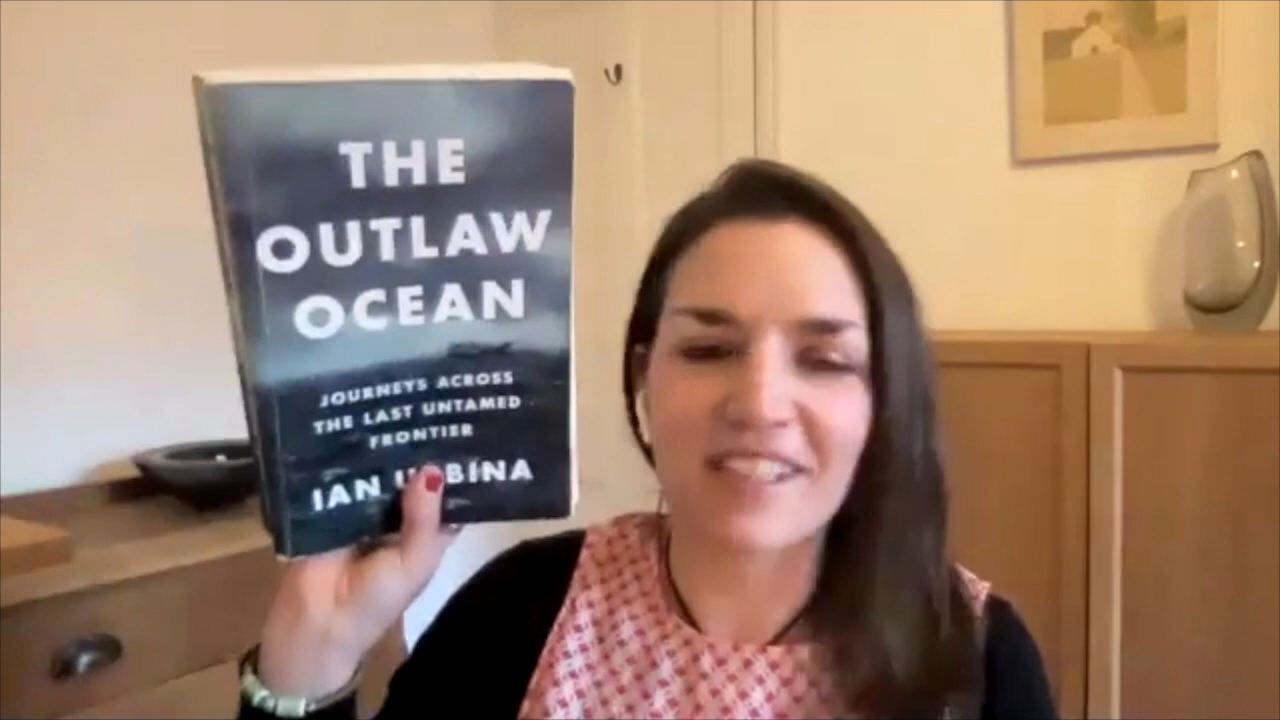 THE
OUTLAW
OCEAN
JOURNEYS ACROSS
THE LAST UNTAMED
FRONTIER
IAN